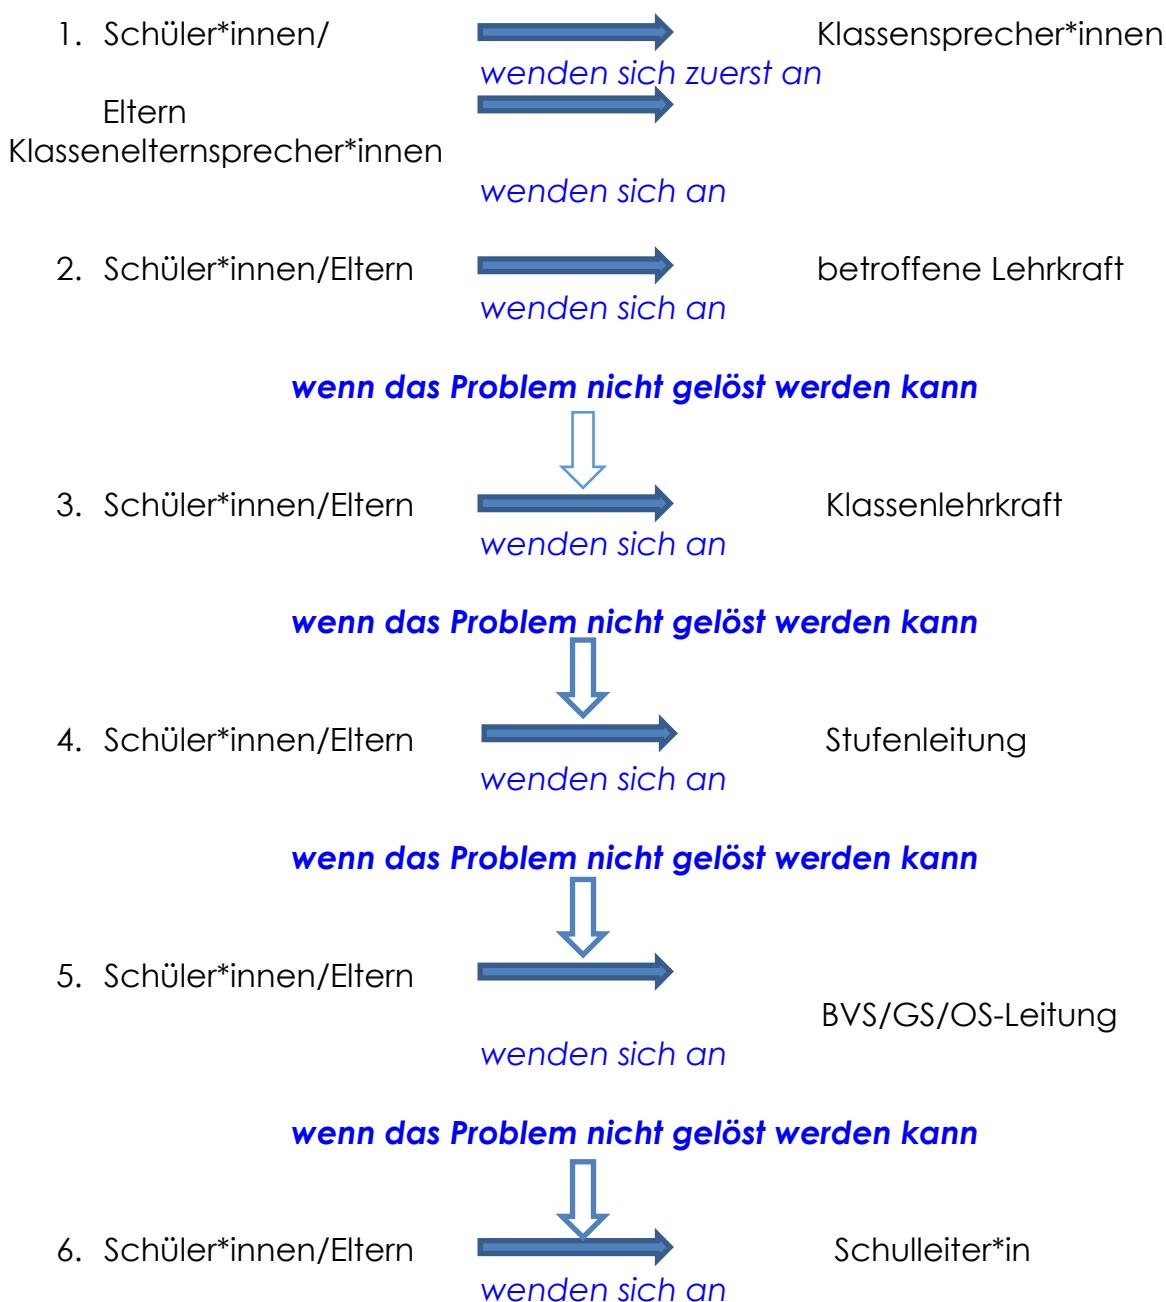 1. Schüler*innen/ Klassensprecher*innen
wenden sich zuerst an
Eltern
Klassenelternsprecher*innen
wenden sich an
2. Schüler*innen/Eltern betroffene Lehrkraft
wenden sich an
wenn das Problem nicht gelöst werden kann
3. Schüler*innen/Eltern Klassenlehrkraft
wenden sich an
wenn das Problem nicht gelöst werden kann
4. Schüler*innen/Eltern Stufenleitung
wenden sich an
wenn das Problem nicht gelöst werden kann
5. Schüler*innen/Eltern
BVS/GS/OS-Leitung
wenden sich an
wenn das Problem nicht gelöst werden kann
6. Schüler*innen/Eltern Schulleiter*in
wenden sich an